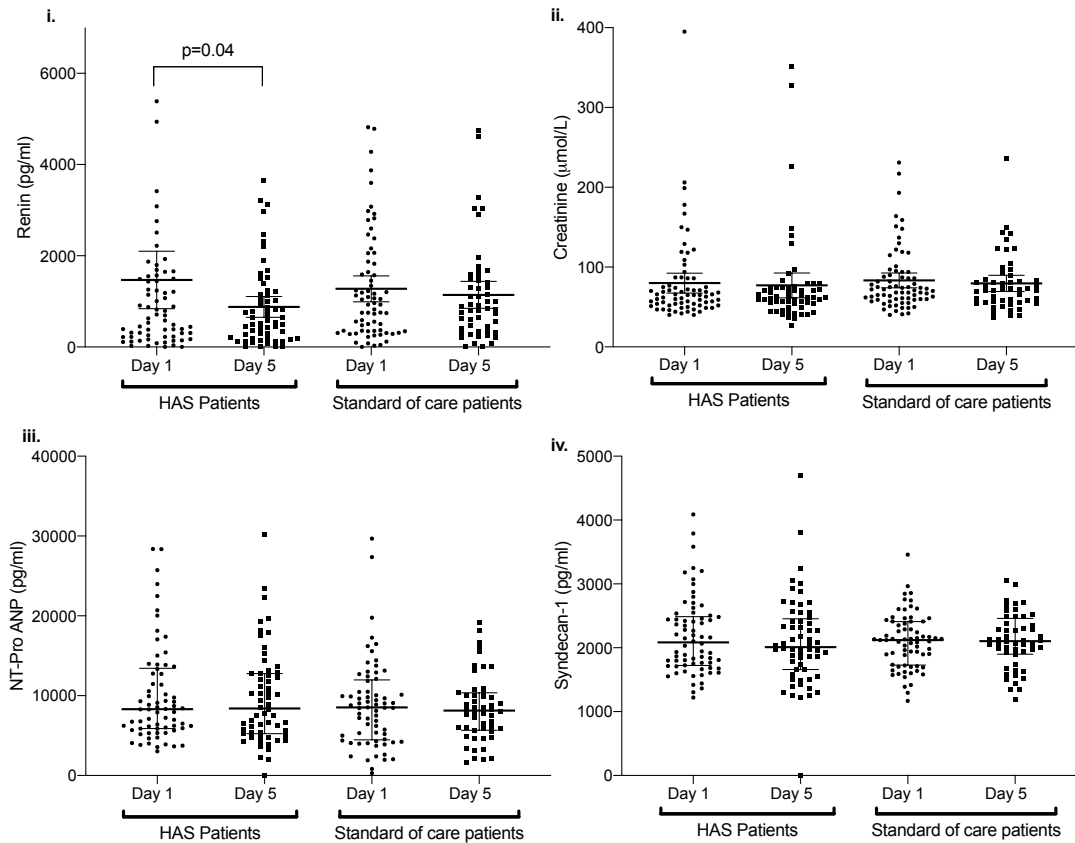 i.
p=0.04
6000
4000
2000
0
Renin (pg/ml)
Day 1 Day 5 Day 1 Day 5
HAS Patients Standard of care patients
ii.
400
300
200
100
0
Creatinine (μmol/L)
Day 1 Day 5 Day 1 Day 5
HAS Patients Standard of care patients
iii.
40000
30000
20000
10000
0
NT-Pro ANP (pg/ml)
Day 1 Day 5 Day 1 Day 5
HAS Patients Standard of care patients
iv.
5000
4000
3000
2000
1000
0
Syndecan-1 (pg/ml)
Day 1 Day 5 Day 1 Day 5
HAS Patients Standard of care patients